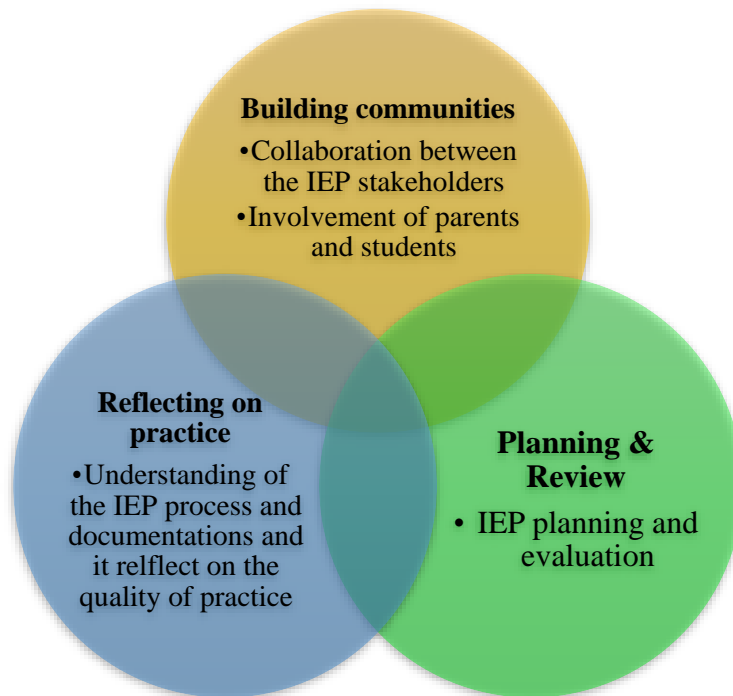 Building communities
•Collaboration between
the IEP stakeholders
•Involvement of parents
and students
Reflecting on
practice
•Understanding of
the IEP process and
documentations and
it relflect on the
quality of practice
Planning &
Review
• IEP planning and
evaluation